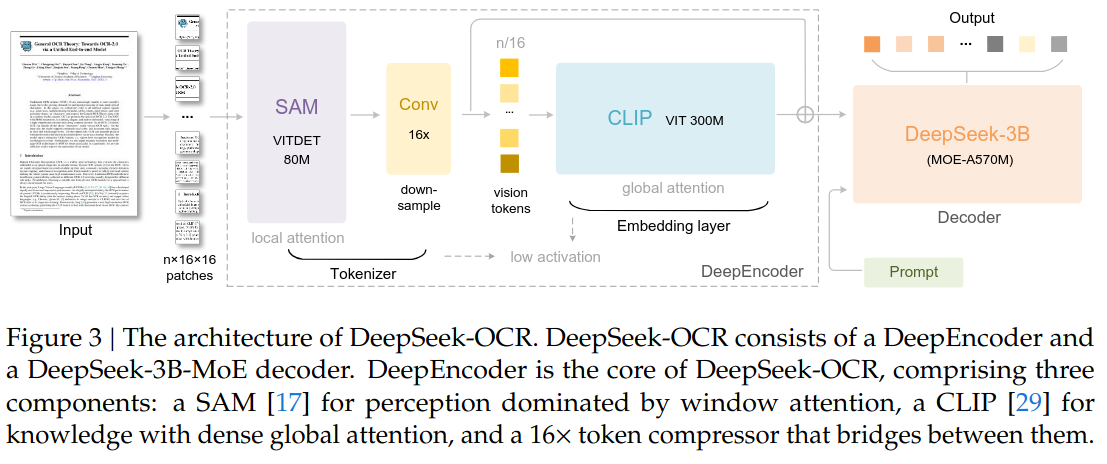 General OCR Theory: Towards OCR-2.0
via a Unified End-to-end Model
Input
n×16×16
patches
SAM
VITDET
80M
local attention
Conv
16x
down-
sample
Tokenizer
n/16
...
vision
tokens
CLIP VIT 300M
global attention
Embedding layer
low activation
DeepEncoder
Output
...
DeepSeek-3B
(MOE-A570M)
Decoder
Prompt
Figure 3 | The architecture of DeepSeek-OCR. DeepSeek-OCR consists of a DeepEncoder and
a DeepSeek-3B-MoE decoder. DeepEncoder is the core of DeepSeek-OCR, comprising three
components: a SAM [17] for perception dominated by window attention, a CLIP [29] for
knowledge with dense global attention, and a 16× token compressor that bridges between them.